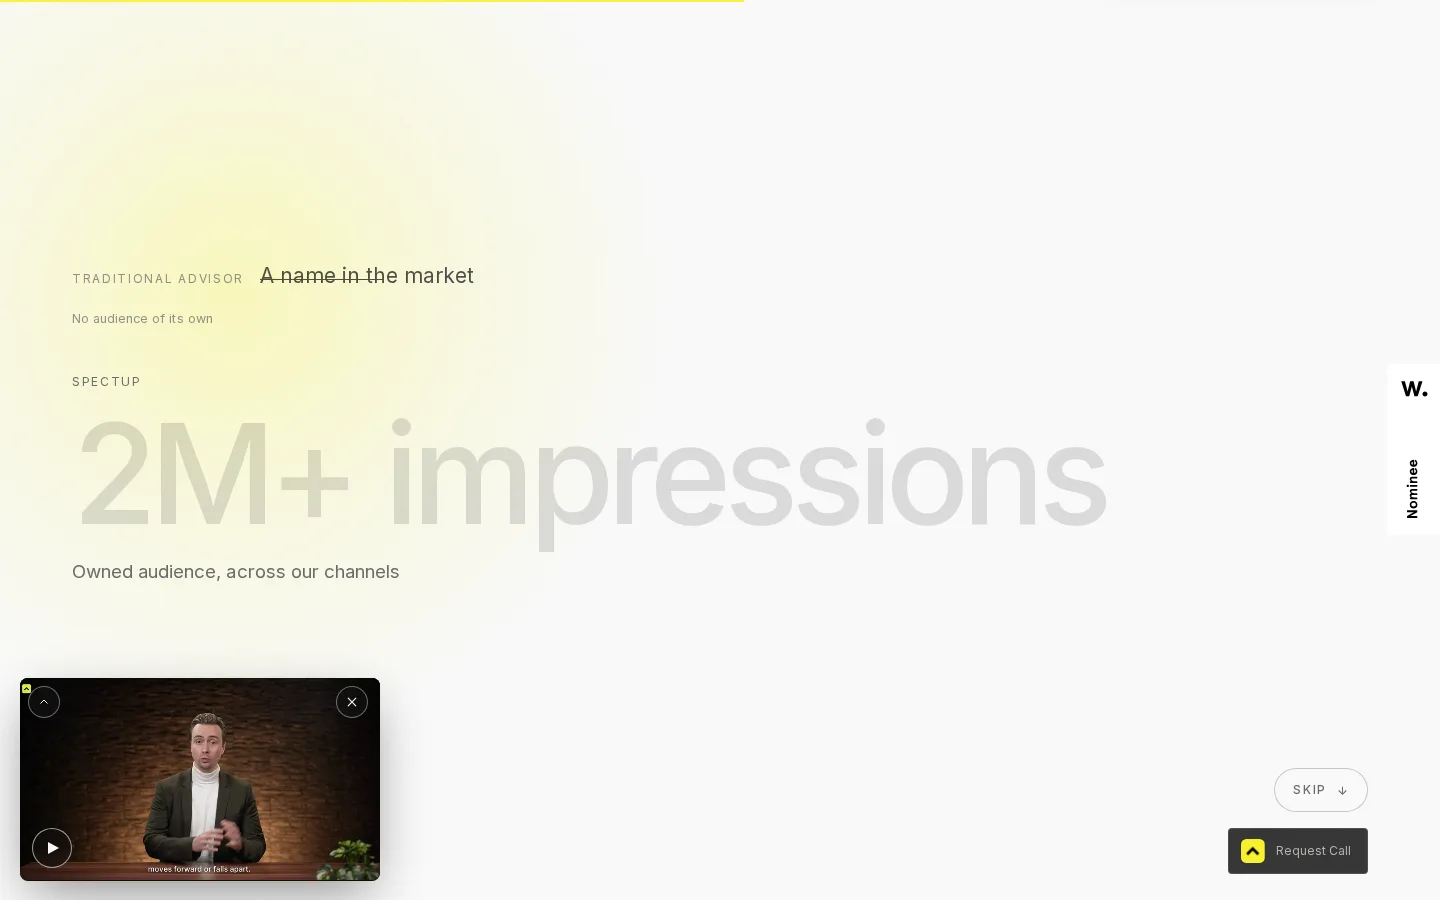 TRADITIONAL ADVISOR A name in the market
No audience of its own
SPECTUP
2M+ impressions
Owned audience, across our channels
W.
Nominee
moves forward or falls apart.
SKIP ↓
Request Call